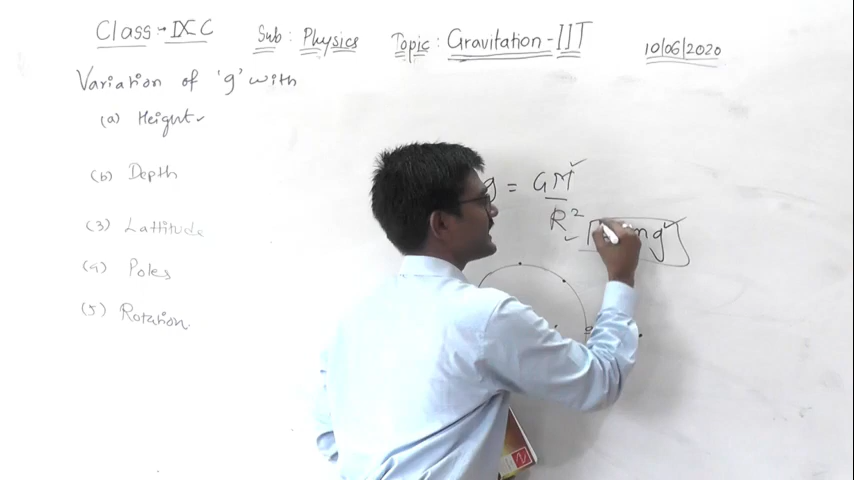 Class:- IX C Sub : Physics Topic : Gravitation-III 10/06/2020
Variation of 'g' with
(a) Height
(b) Depth
(3) Lattitude
(4) Poles
(5) Rotation.
g = GM
R²
mg